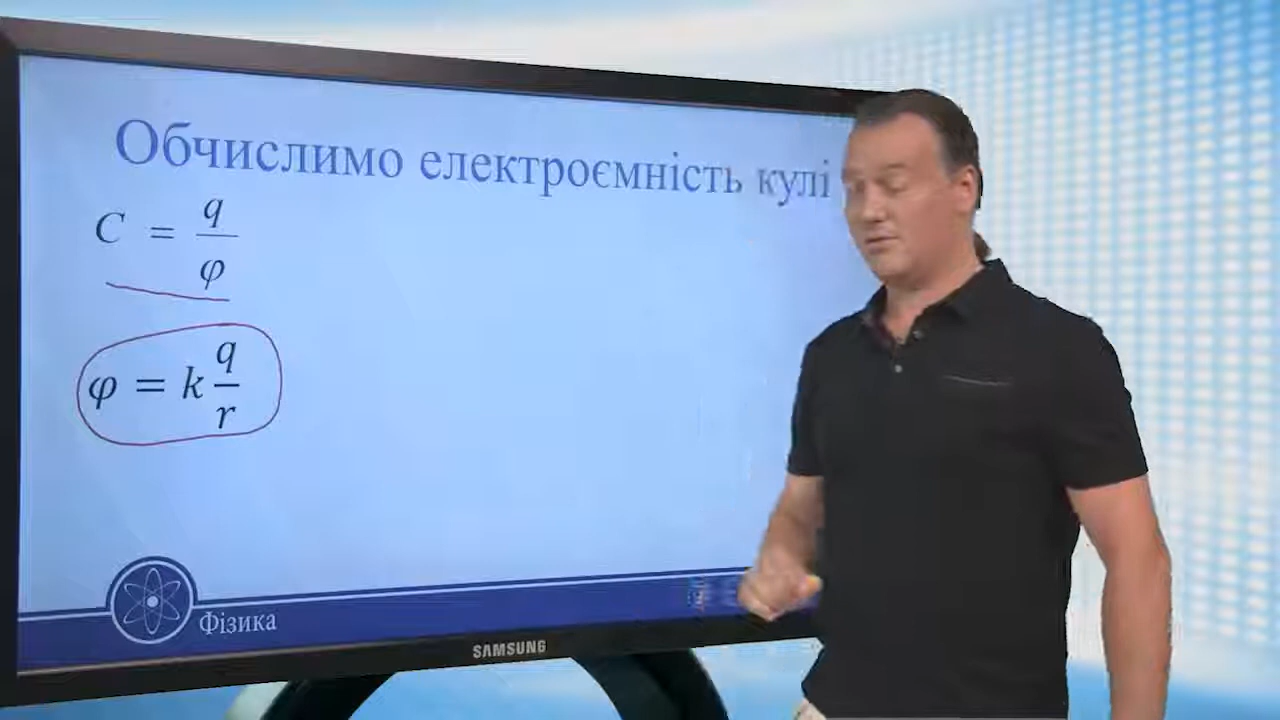 Обчислимо електроємність кулі
C = q/φ
φ = k q/r
Фізика
SAMSUNG